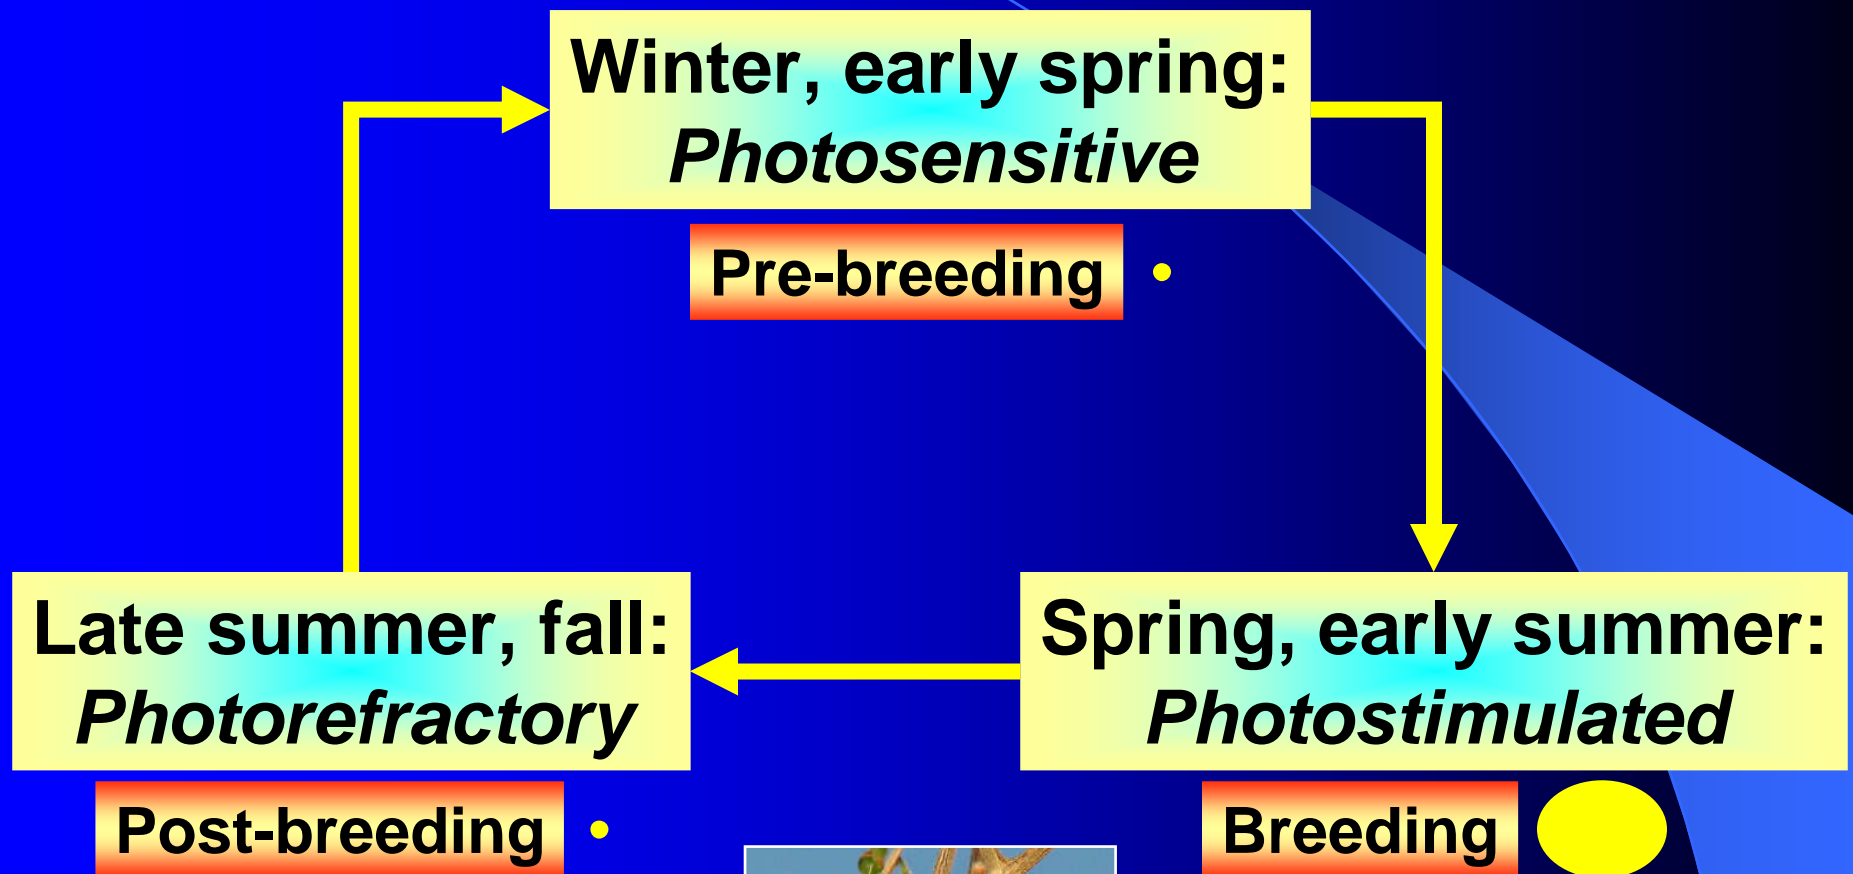 Winter, early spring:
Photosensitive
Pre-breeding
Late summer, fall:
Photorefractory
Post-breeding
Spring, early summer:
Photostimulated
Breeding